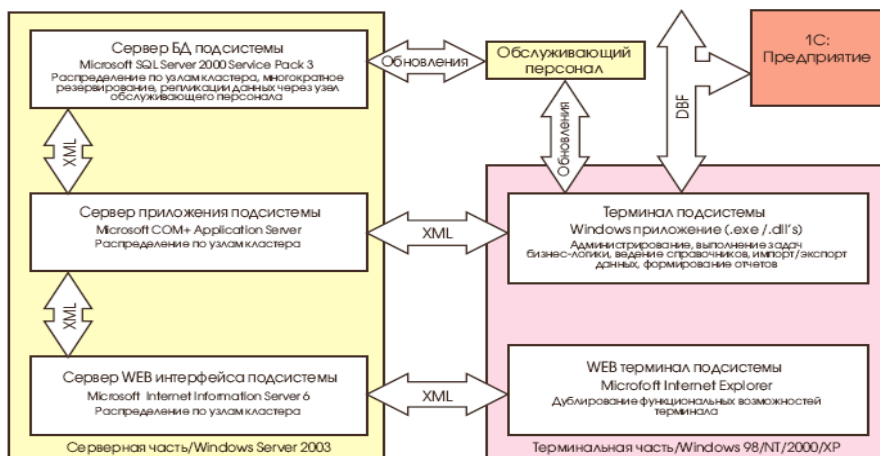 Сервер БД подсистемы
Microsoft SQL Server 2000 Service Pack 3
Распределение по узлам кластера, многократное
резервирование, репликации данных через узел
обслуживающего персонала
Обновления
Обслуживающий
персонал
1С:
Предприятие
DBF
XML
Обновления
Сервер приложения подсистемы
Microsoft COM+ Application Server
Распределение по узлам кластера
XML
Терминал подсистемы
Windows приложение (.exe /.dll's)
Администрирование, выполнение задач
бизнес-логики, ведение справочников, импорт/экспорт
данных, формирование отчетов
XML
Сервер WEB интерфейса подсистемы
Microsoft Internet Information Server 6
Распределение по узлам кластера
XML
WEB терминал подсистемы
Microfoft Internet Explorer
Дублирование функциональных возможностей
терминала
Серверная часть/Windows Server 2003
Терминальная часть/Windows 98/NT/2000/XP